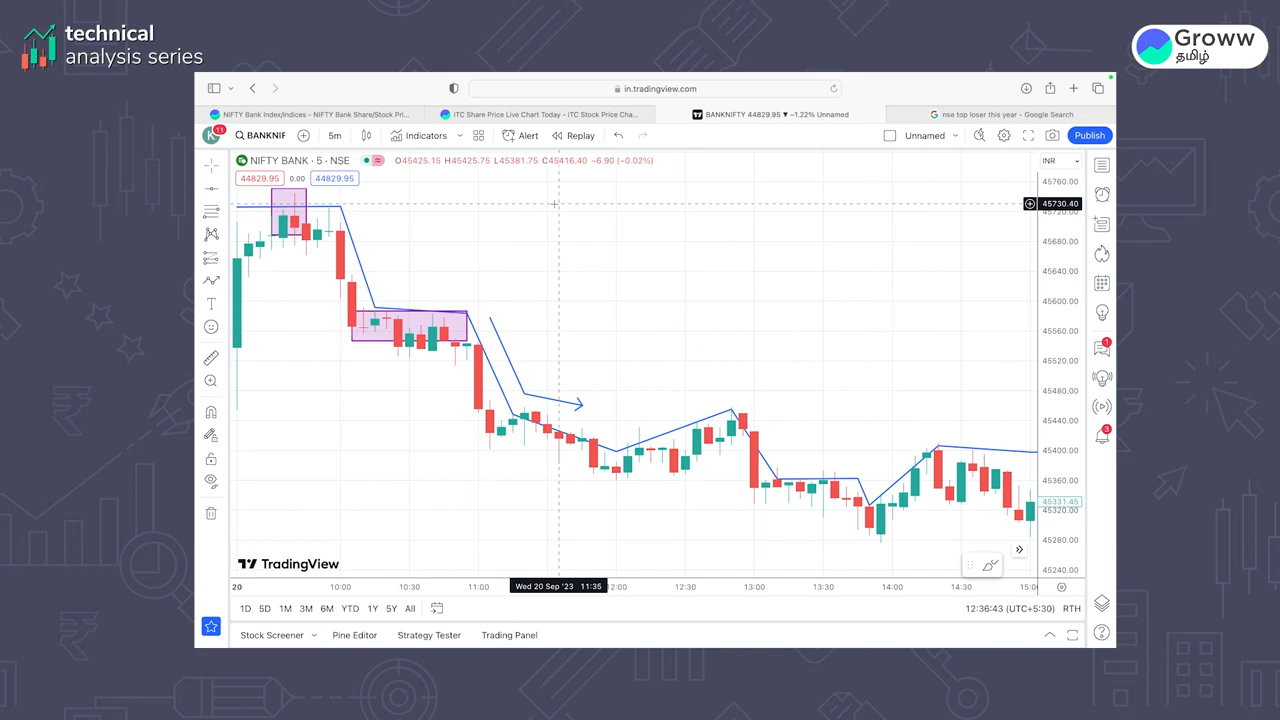 technical
analysis series
Groww
தமிழ்
in.tradingview.com
NIFTY Bank Index/Indices - NIFTY Bank Share/Stock Pri...
ITC Share Price Live Chart Today - ITC Stock Price Cha...
BANKNIFTY 44829.95 ▼ −1.22% Unnamed
nse top loser this year - Google Search
11
BANKNIF
5m
Indicators
Alert
Replay
Unnamed
Publish
NIFTY BANK · 5 · NSE
O45425.15 H45425.75 L45381.75 C45416.40 −6.90 (−0.02%)
INR
44829.95
0.00
44829.95
45760.00
45730.40
45720.00
45680.00
45640.00
45600.00
45560.00
45520.00
45480.00
45440.00
45400.00
45360.00
45331.45
45320.00
45280.00
45240.00
1
3
TradingView
20
10:00
10:30
11:00
Wed 20 Sep '23 11:35
12:00
12:30
13:00
13:30
14:00
14:30
15:0
1D 5D 1M 3M 6M YTD 1Y 5Y All
12:36:43 (UTC+5:30) RTH
Stock Screener
Pine Editor
Strategy Tester
Trading Panel